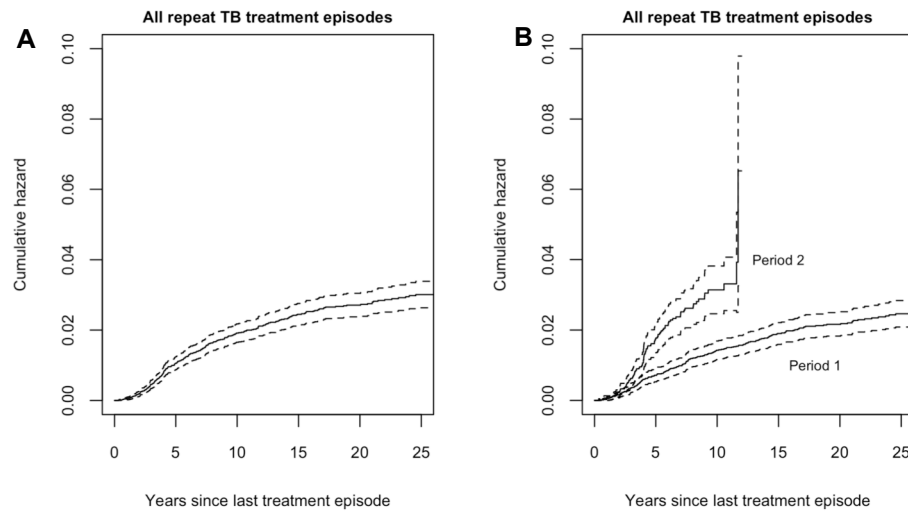 A
All repeat TB treatment episodes
Cumulative hazard
0.10
0.08
0.06
0.04
0.02
0.00
0 5 10 15 20 25
Years since last treatment episode
B
All repeat TB treatment episodes
Cumulative hazard
0.10
0.08
0.06
0.04
0.02
0.00
Period 2
Period 1
0 5 10 15 20 25
Years since last treatment episode